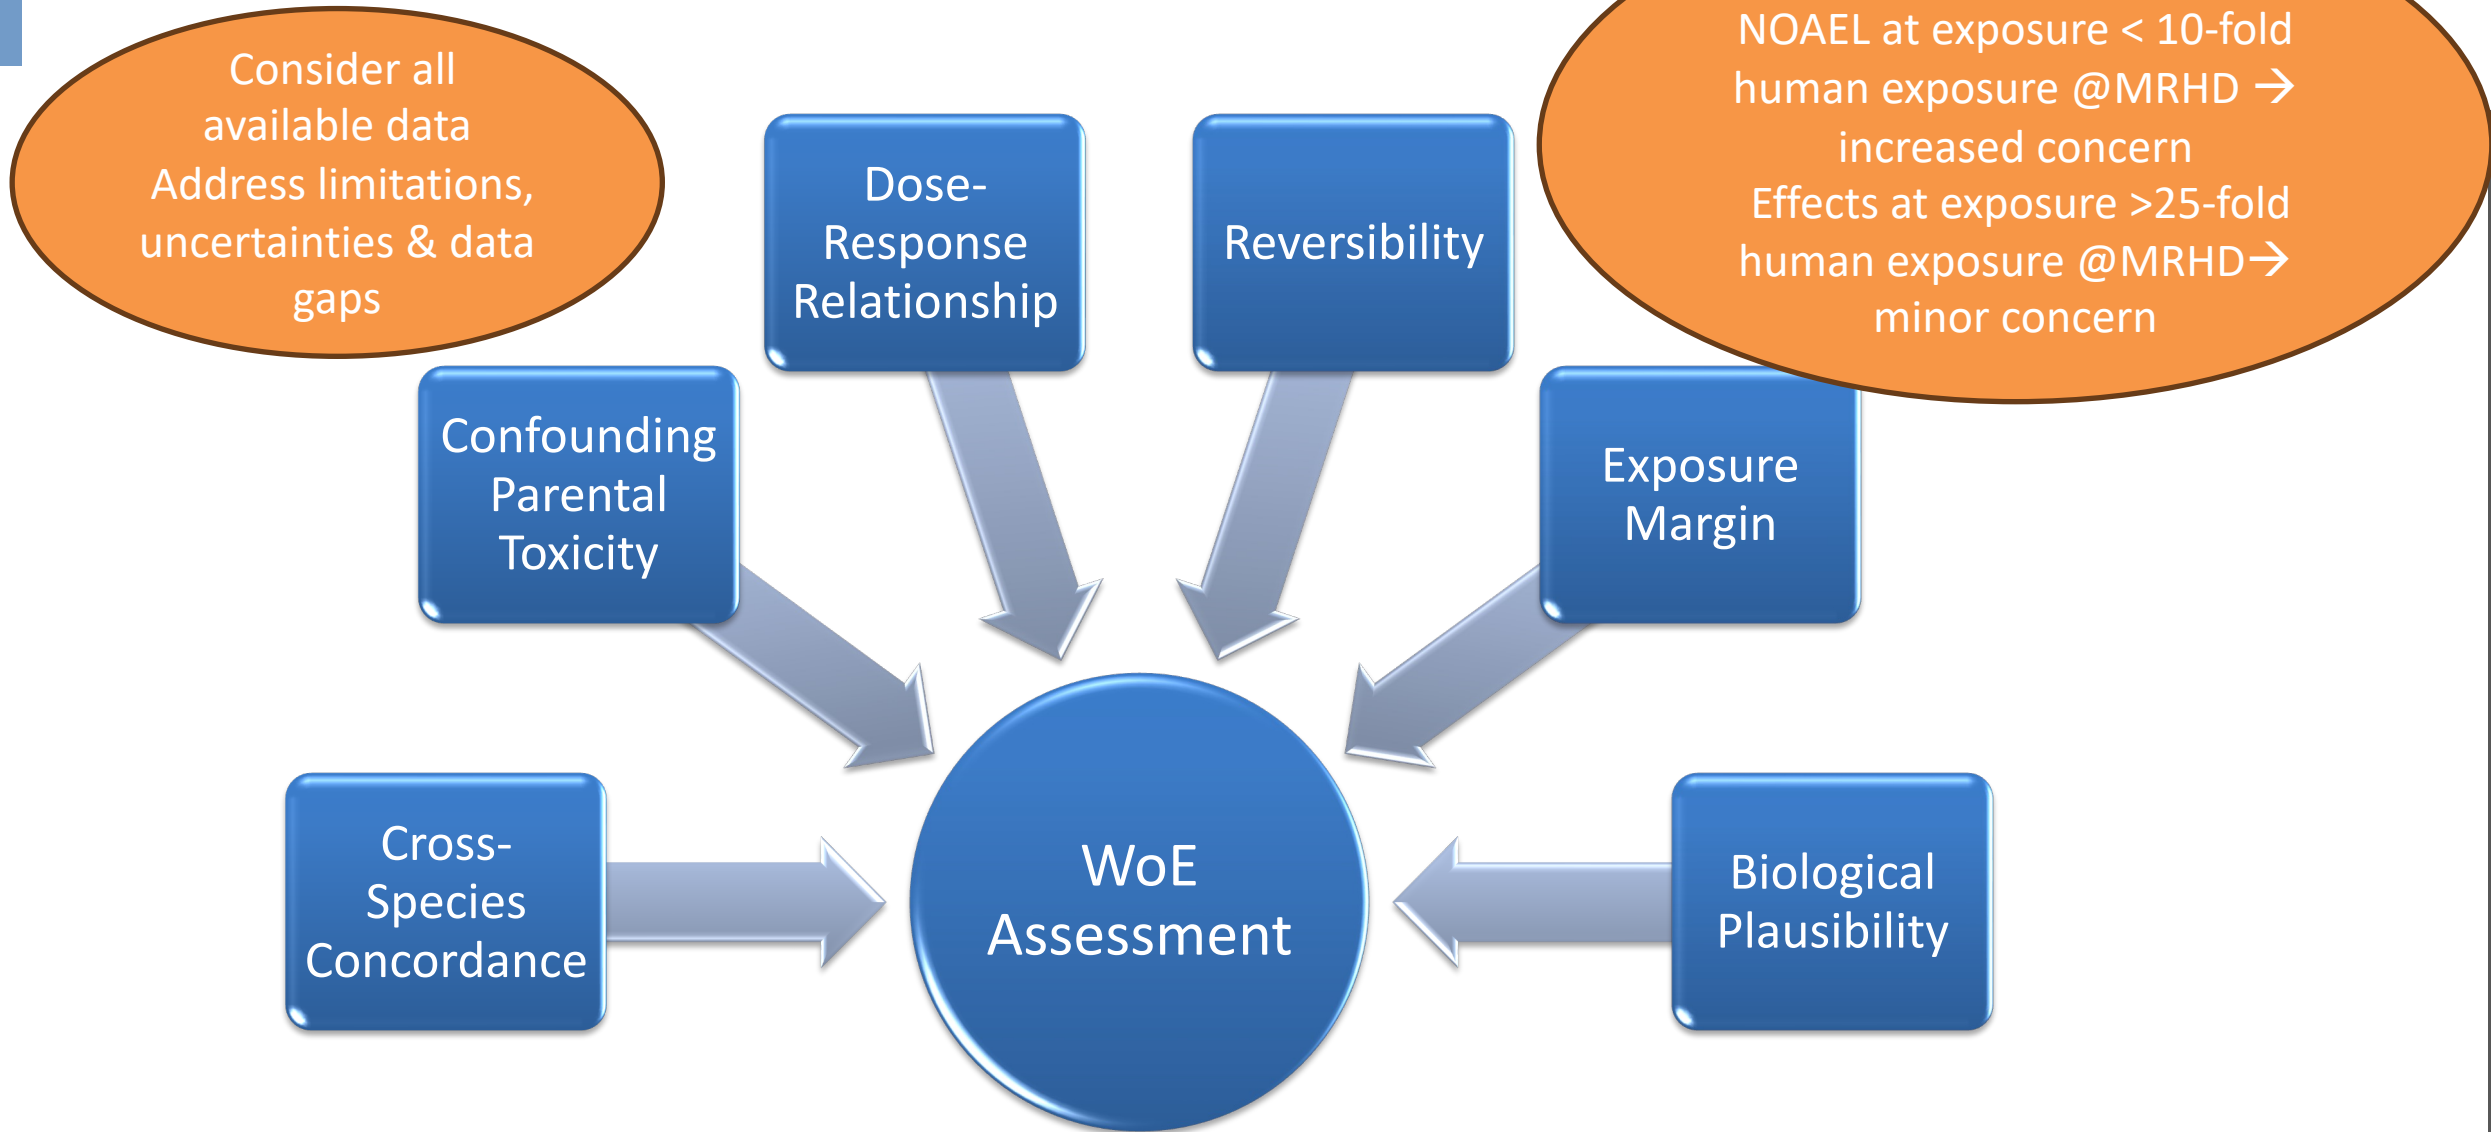 Consider all
available data
Address limitations,
uncertainties & data
gaps
NOAEL at exposure < 10-fold
human exposure @MRHD →
increased concern
Effects at exposure >25-fold
human exposure @MRHD→
minor concern
Dose-
Response
Relationship
Reversibility
Confounding
Parental
Toxicity
Exposure
Margin
Cross-
Species
Concordance
WoE
Assessment
Biological
Plausibility